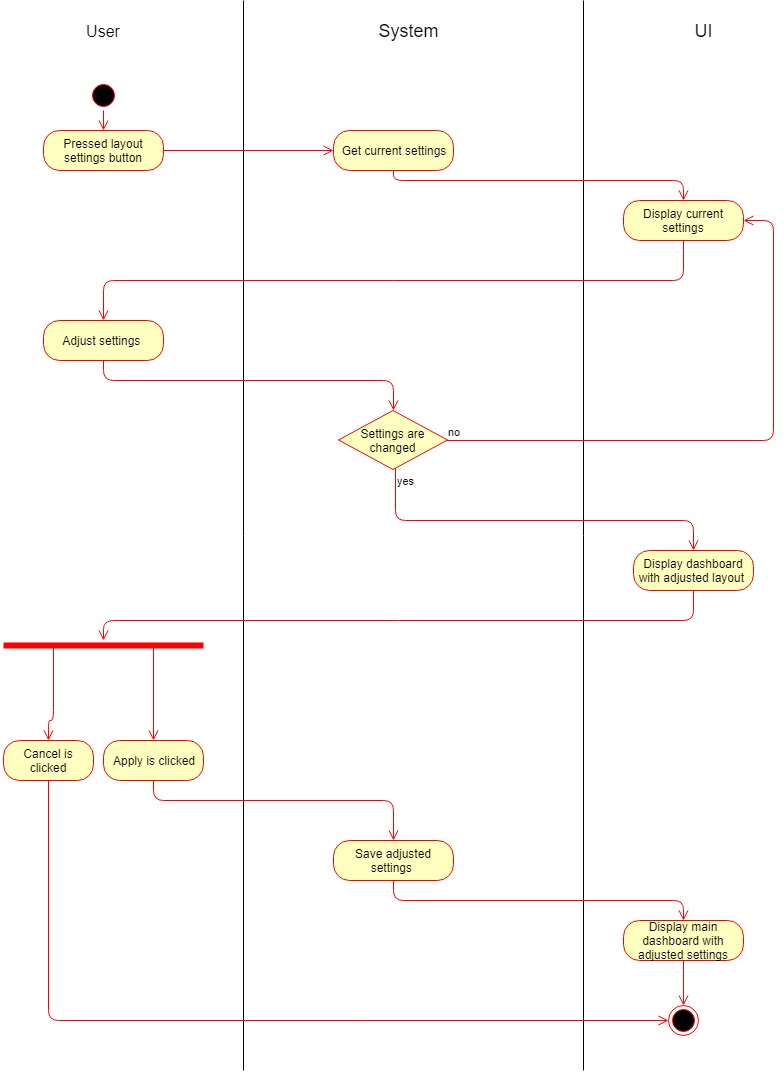 User
System
UI
Pressed layout
settings button
Get current settings
Display current
settings
Adjust settings
Settings are
changed
no
yes
Display dashboard
with adjusted layout
Cancel is
clicked
Apply is clicked
Save adjusted
settings
Display main
dashboard with
adjusted settings